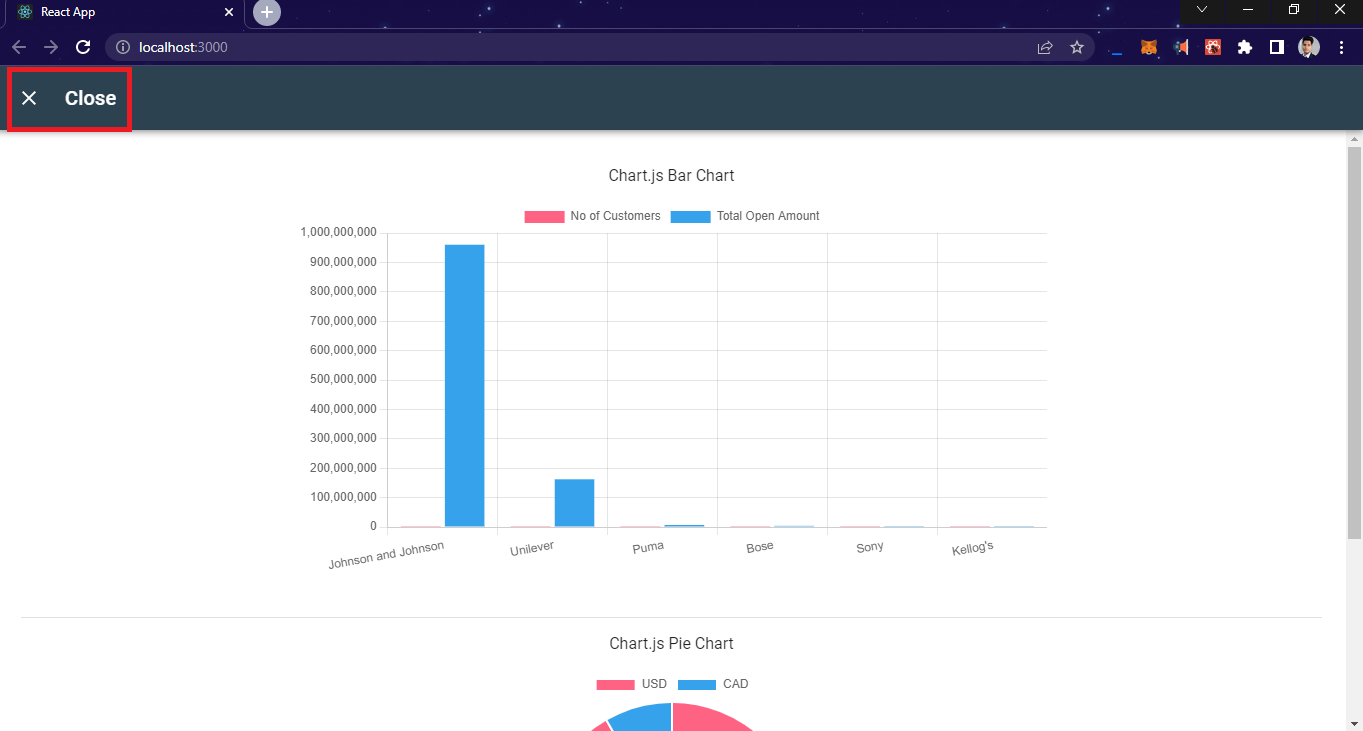 React App
localhost:3000
Close
Chart.js Bar Chart
No of Customers Total Open Amount
1,000,000,000
900,000,000
800,000,000
700,000,000
600,000,000
500,000,000
400,000,000
300,000,000
200,000,000
100,000,000
0
Johnson and Johnson Unilever Puma Bose Sony Kellog's
Chart.js Pie Chart
USD CAD